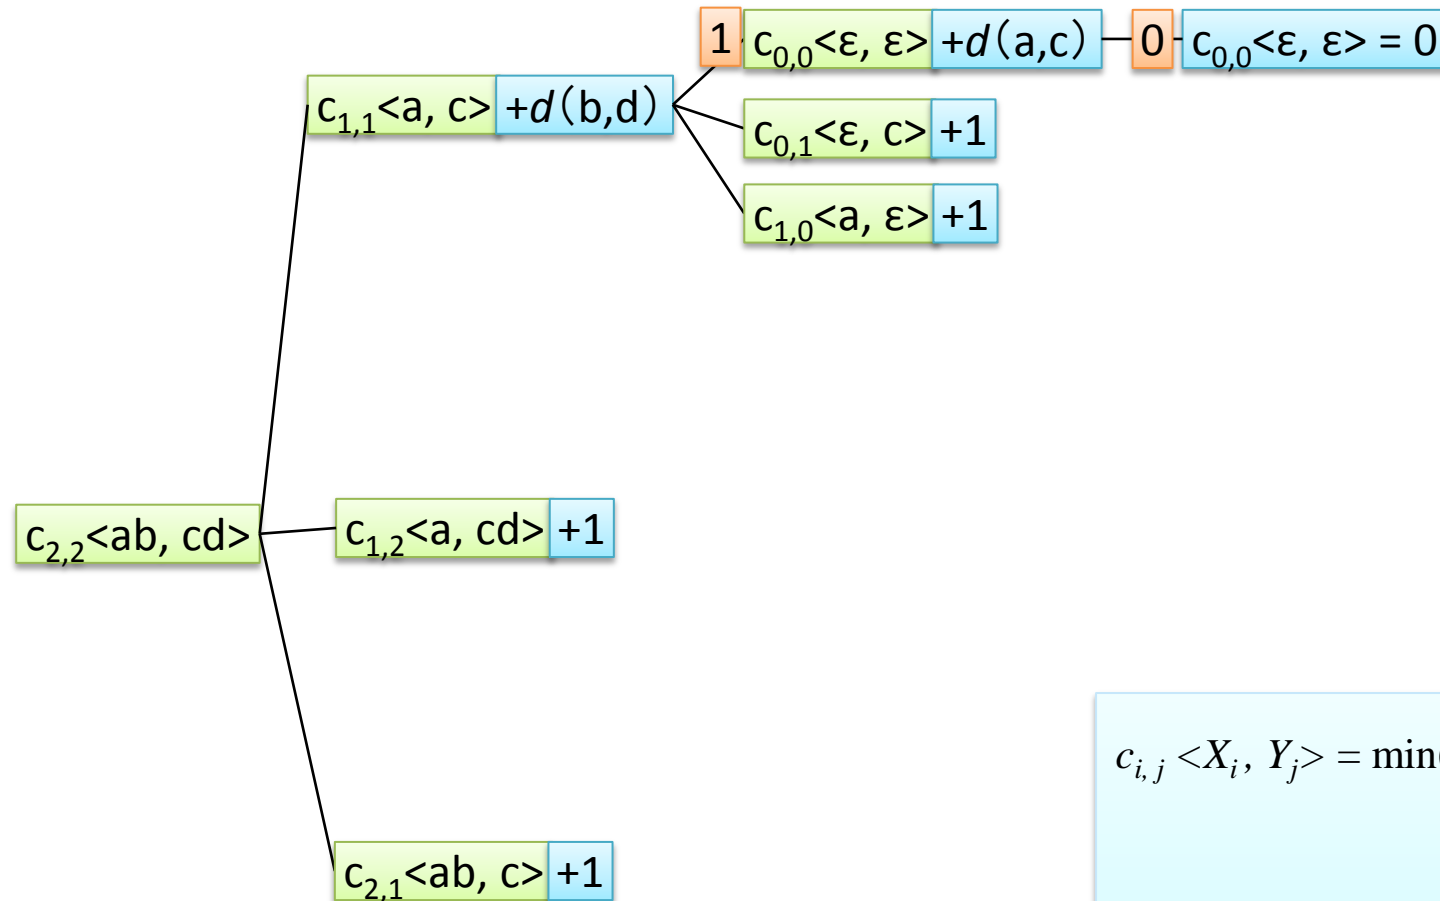 1 c0,0<ε, ε> +d（a,c） 0 c0,0<ε, ε> = 0
c1,1<a, c> +d（b,d）
c0,1<ε, c> +1
c1,0<a, ε> +1
c2,2<ab, cd>
c1,2<a, cd> +1
ci, j <Xi, Yj> = min
c2,1<ab, c> +1